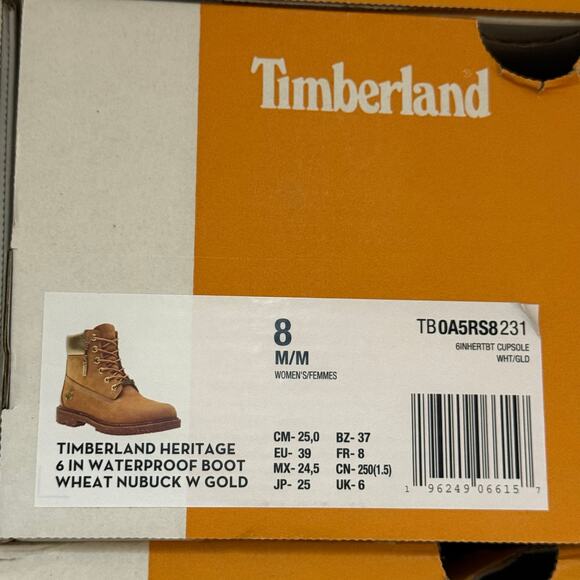 Timberland®
8
M/M
WOMEN'S/FEMMES
TB0A5RS8231
6INHERTBT CUPSOLE
WHT/GLD
TIMBERLAND HERITAGE
6 IN WATERPROOF BOOT
WHEAT NUBUCK W GOLD
CM- 25,0 BZ- 37
EU- 39 FR- 8
MX- 24,5 CN- 250(1.5)
JP- 25 UK- 6
1 96249 06615 7